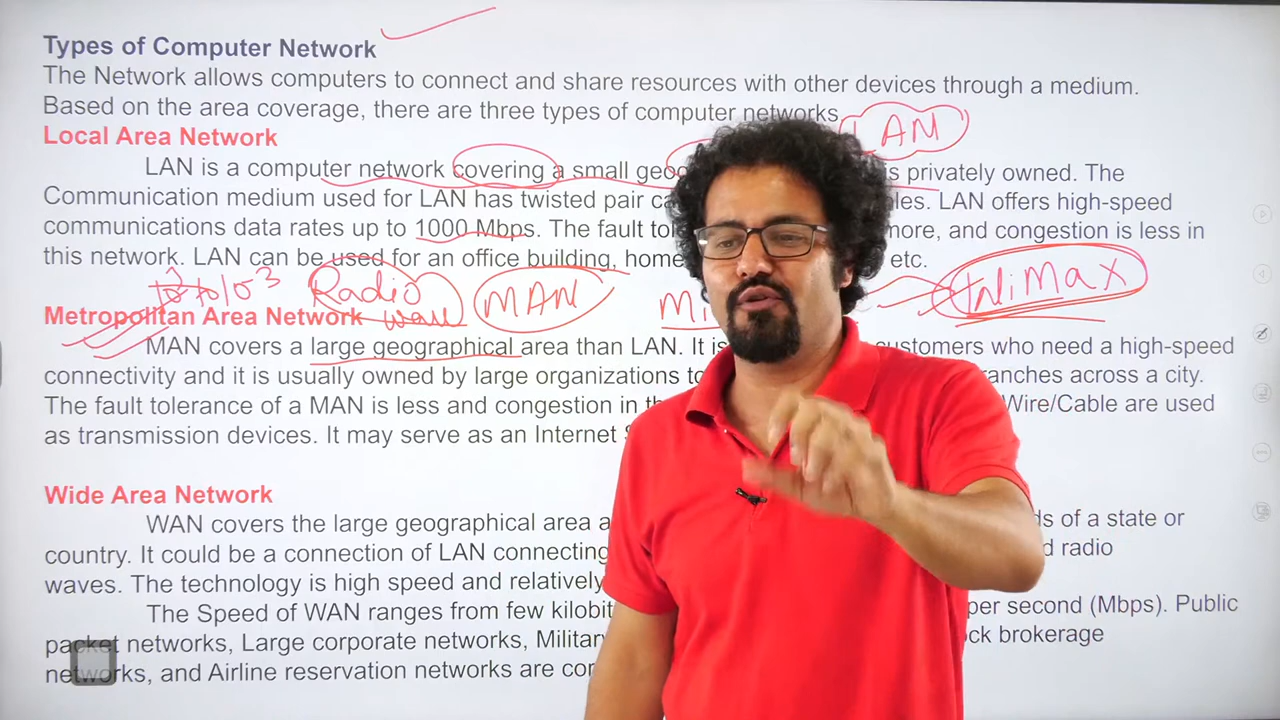 Types of Computer Network
The Network allows computers to connect and share resources with other devices through a medium.
Based on the area coverage, there are three types of computer networks.
LAN
Local Area Network
LAN is a computer network covering a small geo is privately owned. The
Communication medium used for LAN has twisted pair ca LAN offers high-speed
communications data rates up to 1000 Mbps. The fault more, and congestion is less in
this network. LAN can be used for an office building, home etc.
to 10³ Radio wave MAN WiMax
Metropolitan Area Network
MAN covers a large geographical area than LAN. It is customers who need a high-speed
connectivity and it is usually owned by large organizations to across a city.
The fault tolerance of a MAN is less and congestion in Wire/Cable are used
as transmission devices. It may serve as an Internet
Wide Area Network
WAN covers the large geographical area a of a state or
country. It could be a connection of LAN connecting radio
waves. The technology is high speed and relatively
The Speed of WAN ranges from few kilobit per second (Mbps). Public
packet networks, Large corporate networks, Military brokerage
networks, and Airline reservation networks are